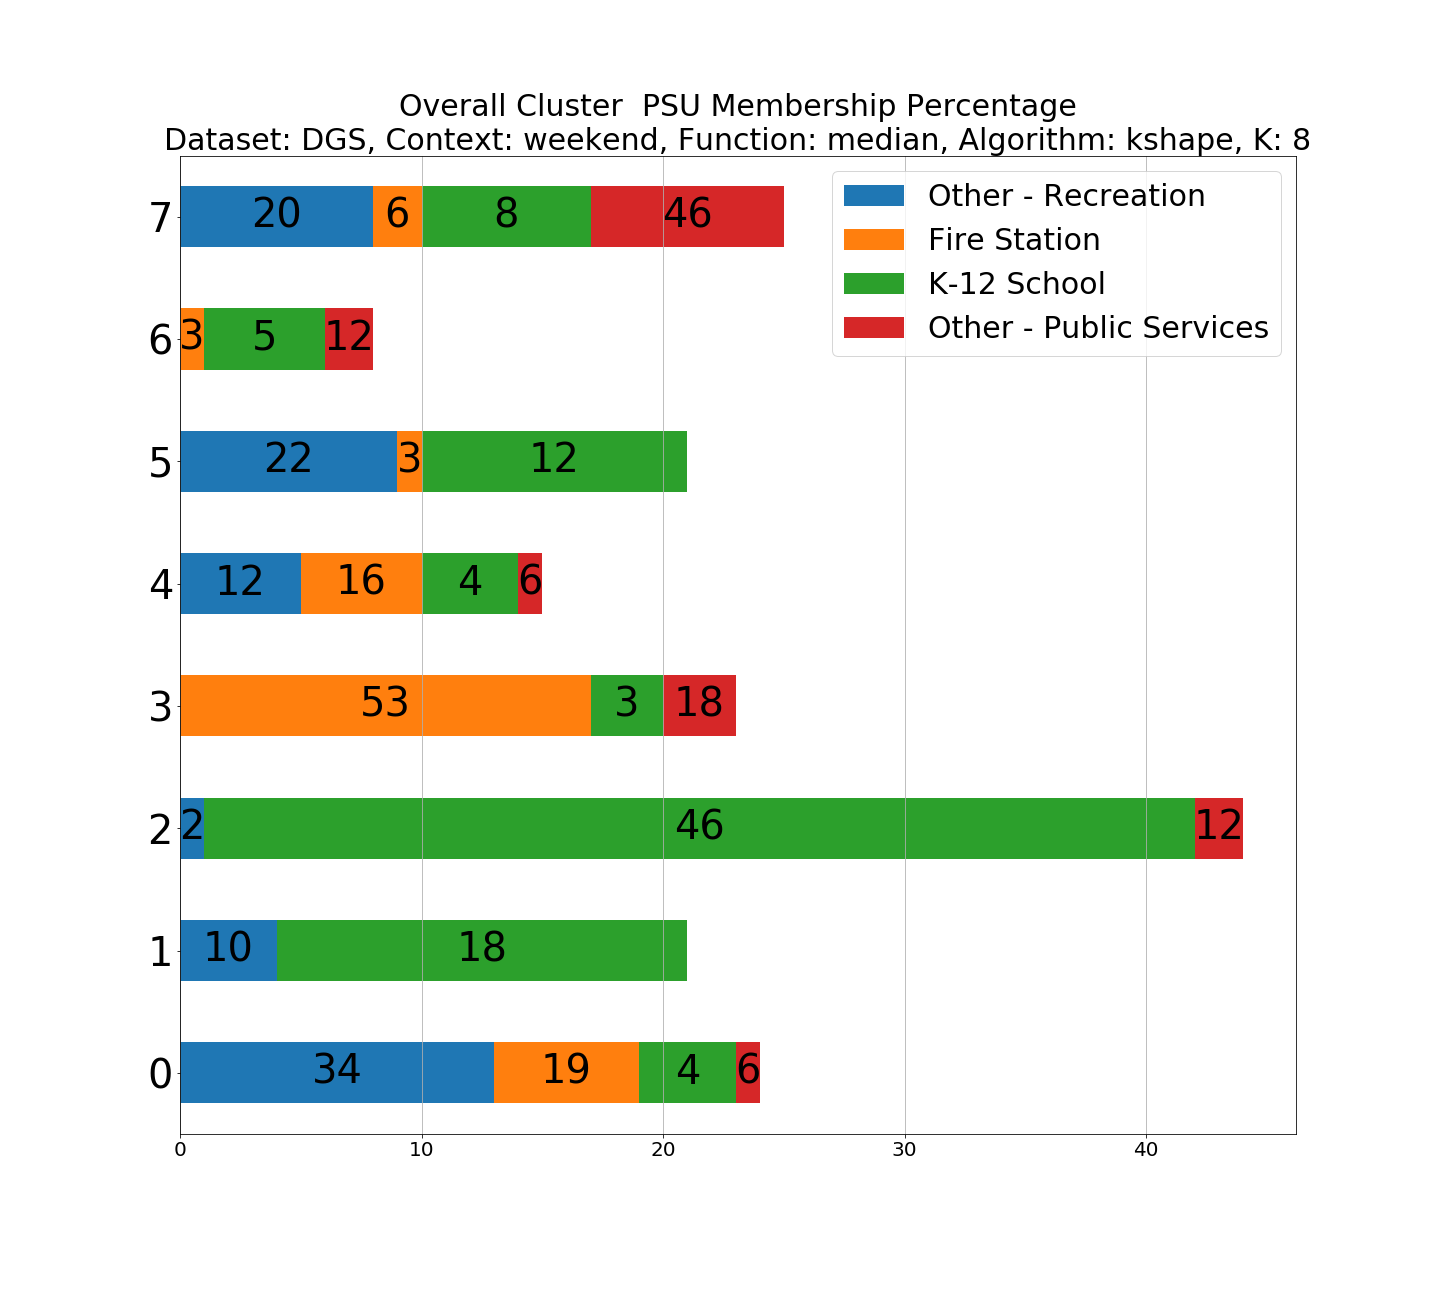 Overall Cluster  PSU Membership Percentage
Dataset: DGS, Context: weekend, Function: median, Algorithm: kshape, K: 8
Other - Recreation
Fire Station
K-12 School
Other - Public Services
7 20 6 8 46
6 3 5 12
5 22 3 12
4 12 16 4 6
3 53 3 18
2 2 46 12
1 10 18
0 34 19 4 6
0 10 20 30 40